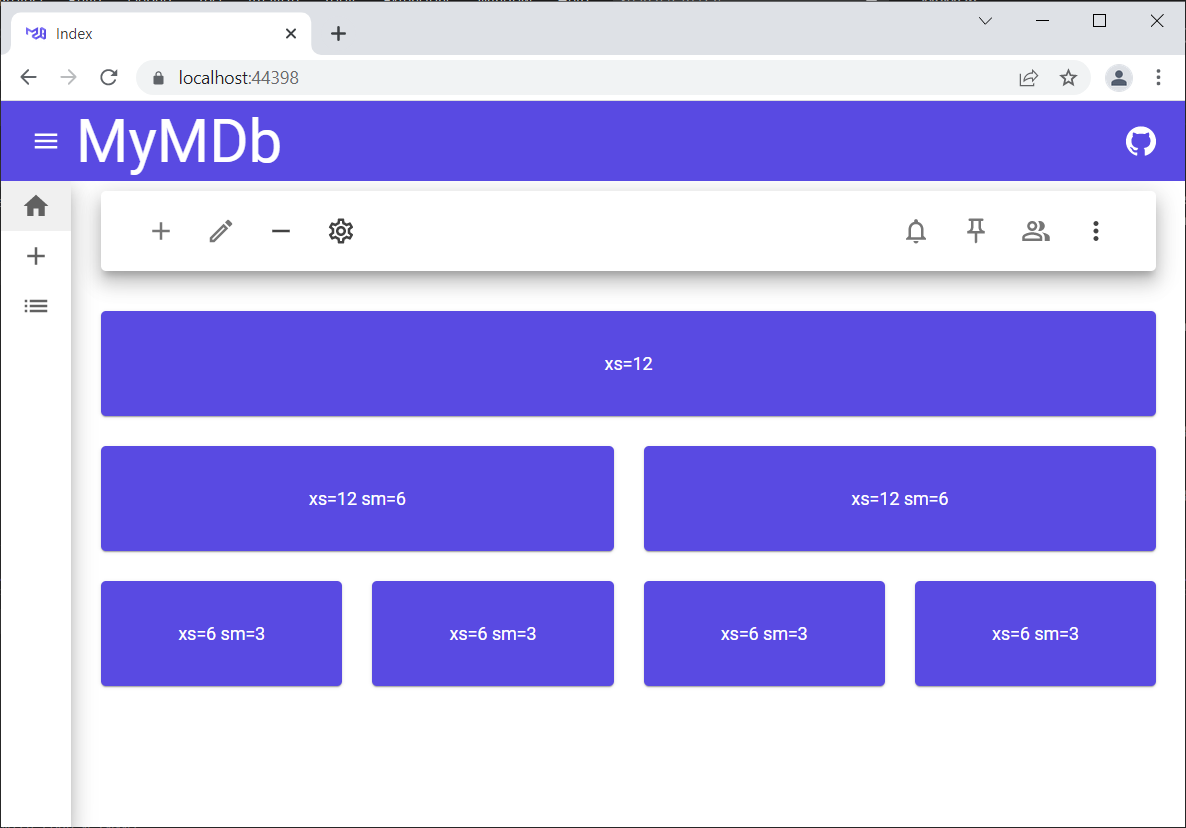 Index
localhost:44398
MyMDb
xs=12
xs=12 sm=6
xs=12 sm=6
xs=6 sm=3
xs=6 sm=3
xs=6 sm=3
xs=6 sm=3